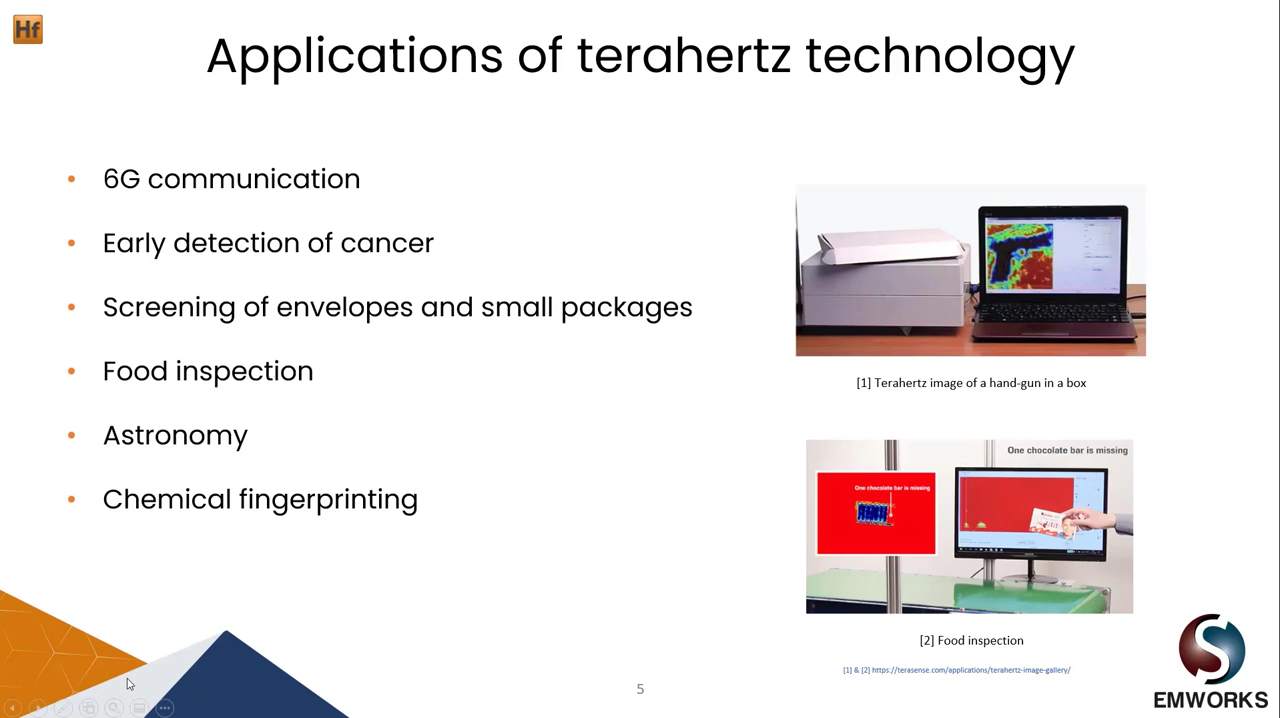 Hf
Applications of terahertz technology
• 6G communication
• Early detection of cancer
• Screening of envelopes and small packages
• Food inspection
• Astronomy
• Chemical fingerprinting
[1] Terahertz image of a hand-gun in a box
One chocolate bar is missing
One chocolate bar is missing
[2] Food inspection
[1] & [2] https://terasense.com/applications/terahertz-image-gallery/
5
EMWORKS